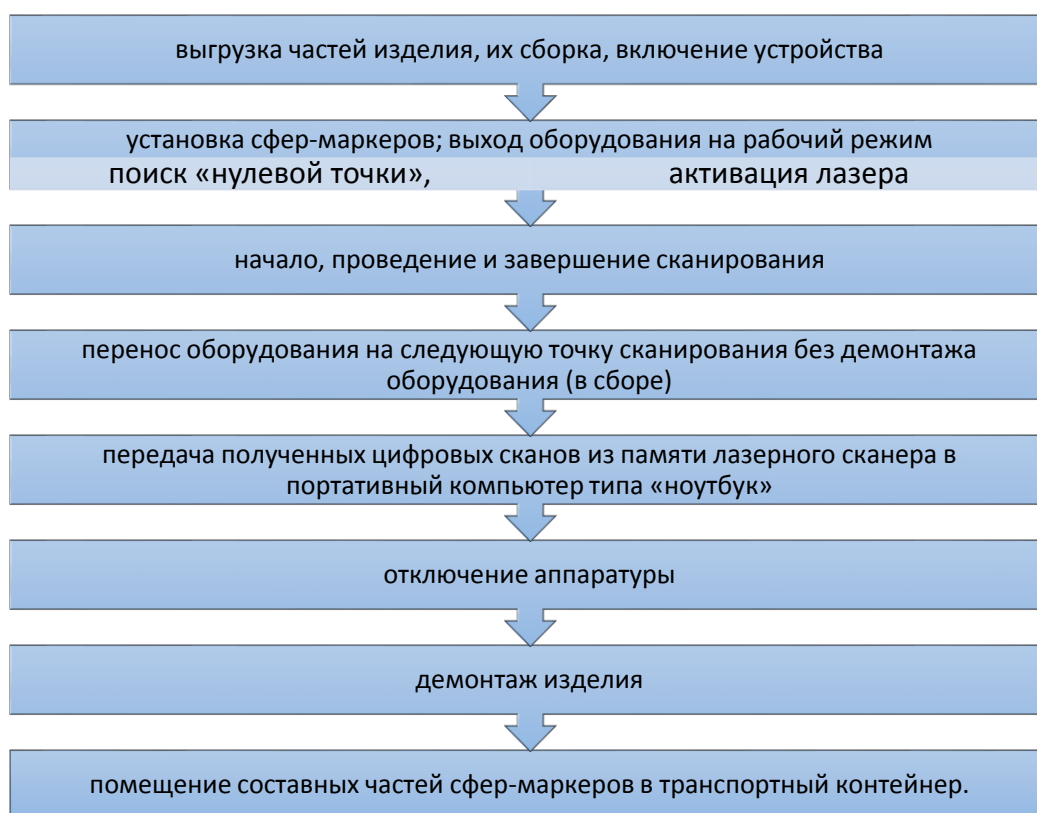 выгрузка частей изделия, их сборка, включение устройства
установка сфер-маркеров; выход оборудования на рабочий режим
поиск «нулевой точки», активация лазера
начало, проведение и завершение сканирования
перенос оборудования на следующую точку сканирования без демонтажа
оборудования (в сборе)
передача полученных цифровых сканов из памяти лазерного сканера в
портативный компьютер типа «ноутбук»
отключение аппаратуры
демонтаж изделия
помещение составных частей сфер-маркеров в транспортный контейнер.